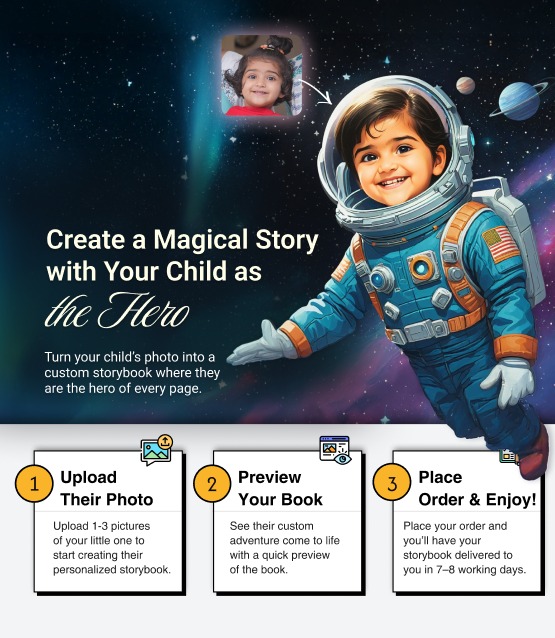 Create a Magical Story
with Your Child as
the Hero
Turn your child's photo into a
custom storybook where they
are the hero of every page.
1
Upload
Their Photo
Upload 1-3 pictures
of your little one to
start creating their
personalized storybook.
2
Preview
Your Book
See their custom
adventure come to life
with a quick preview
of the book.
3
Place
Order & Enjoy!
Place your order and
you'll have your
storybook delivered to
you in 7–8 working days.